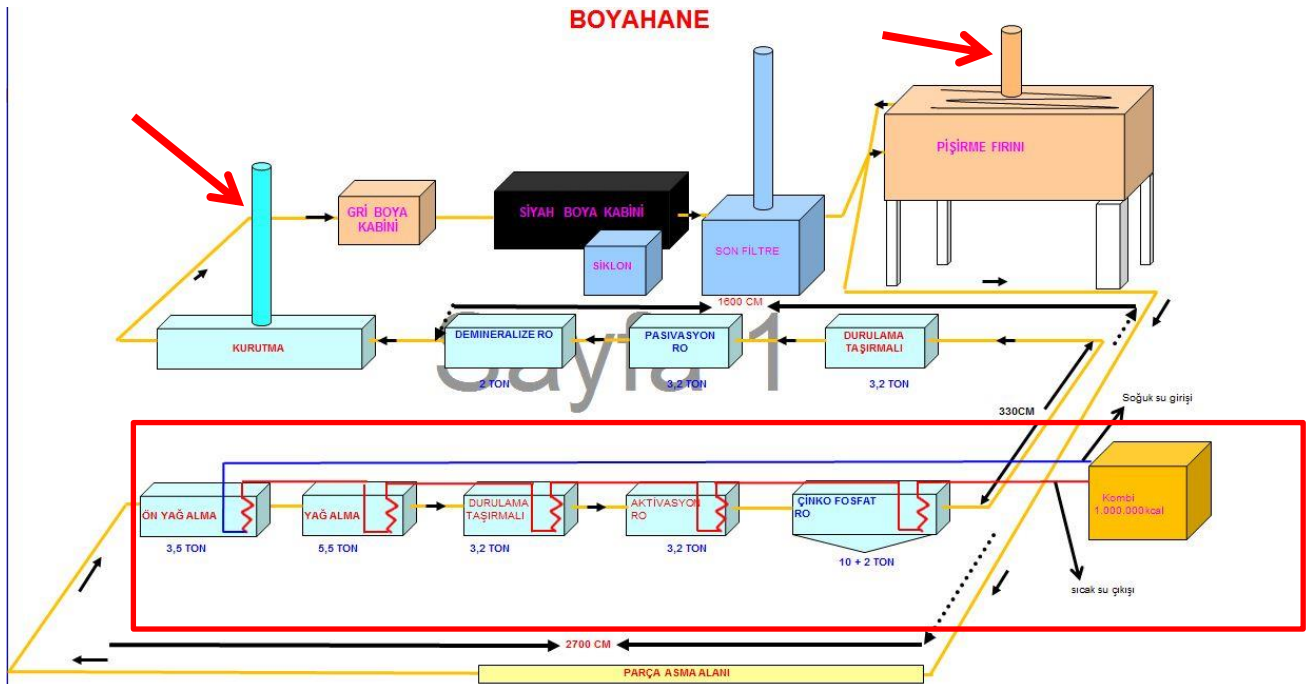 BOYAHANE
PİŞİRME FIRINI
GRİ BOYA
KABİNİ
SİYAH BOYA KABİNİ
SİKLON
SON FİLTRE
1600 CM
KURUTMA
DEMINERALIZE RO
PASIVASYON
RO
DURULAMA
TAŞIRMALI
Sayfa 1
2 TON
3,2 TON
3,2 TON
330CM
Soğuk su girişi
ÖN YAĞ ALMA
YAĞ ALMA
DURULAMA
TAŞIRMALI
AKTİVASYON
RO
ÇİNKO FOSFAT
RO
Kombi
1.000.000kcal
3,5 TON
5,5 TON
3,2 TON
3,2 TON
10 + 2 TON
sıcak su çıkışı
2700 CM
PARÇA ASMA ALANI